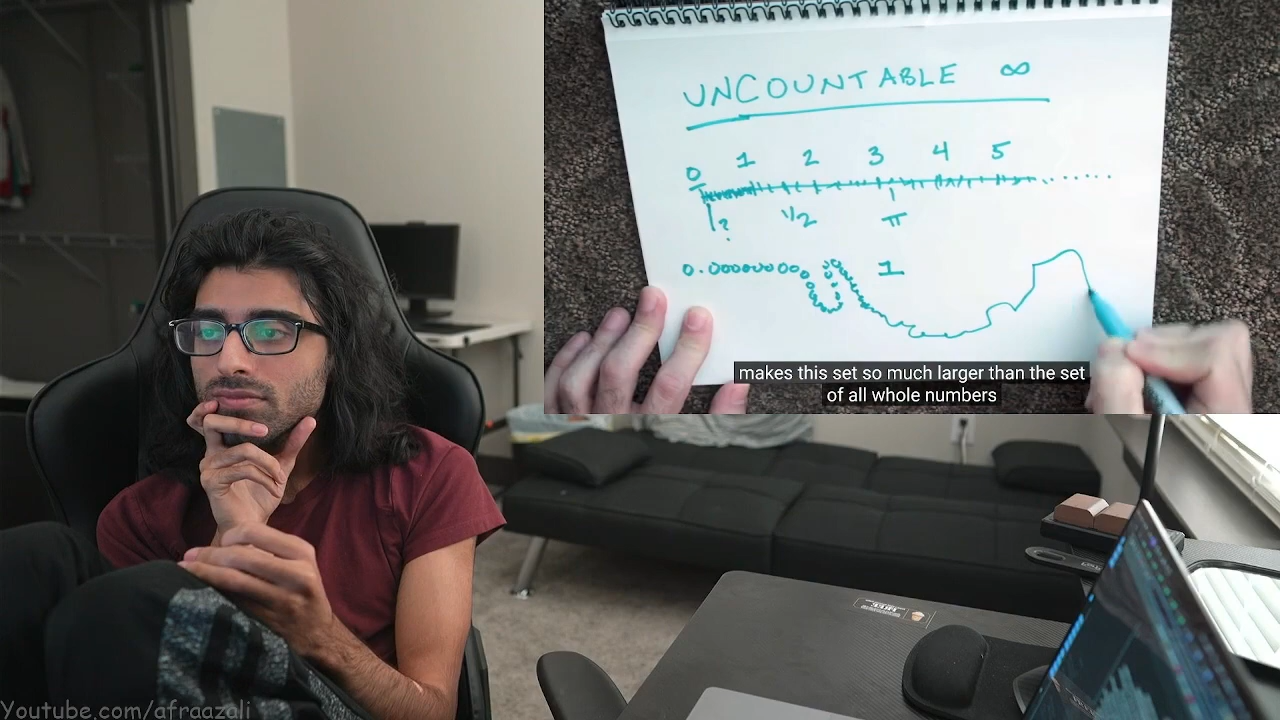 UNCOUNTABLE ∞
0 1 2 3 4 5
? 1/2 π
0.00000000 1
makes this set so much larger than the set
of all whole numbers
Youtube.com/afraazali